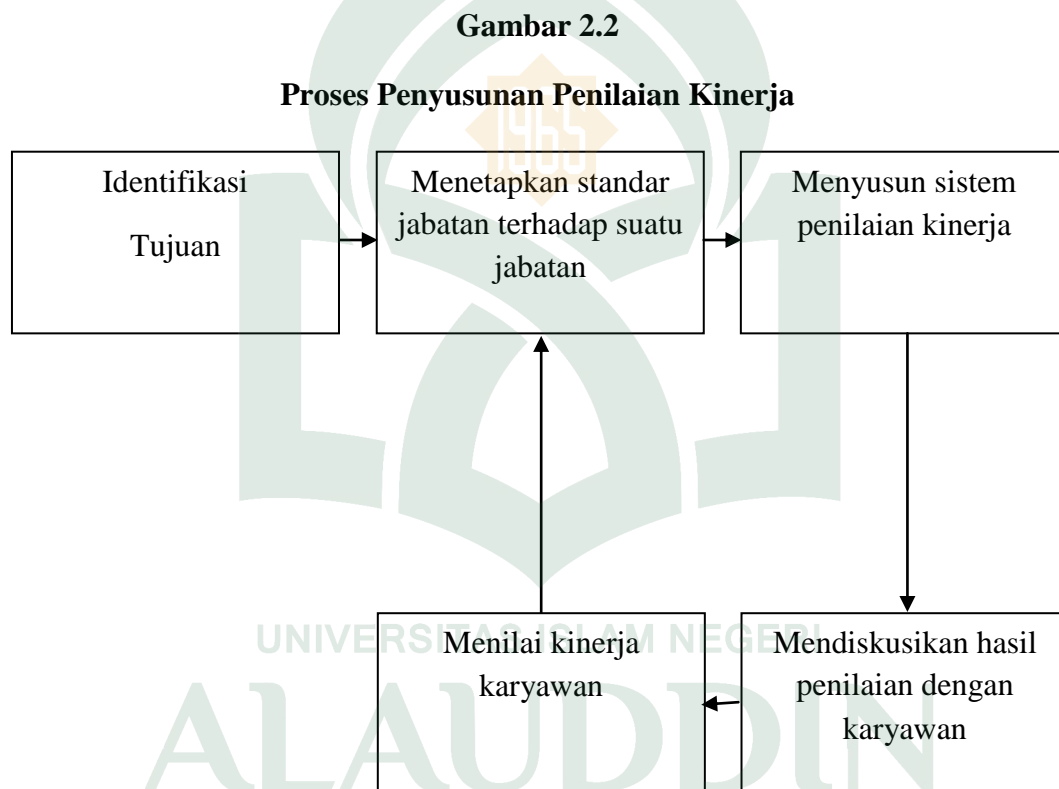 Gambar 2.2
Proses Penyusunan Penilaian Kinerja
1965
Identifikasi
Tujuan
Menetapkan standar
jabatan terhadap suatu
jabatan
Menyusun sistem
penilaian kinerja
Menilai kinerja
karyawan
Mendiskusikan hasil
penilaian dengan
karyawan
UNIVERSITAS ISLAM NEGERI
ALAUDDIN